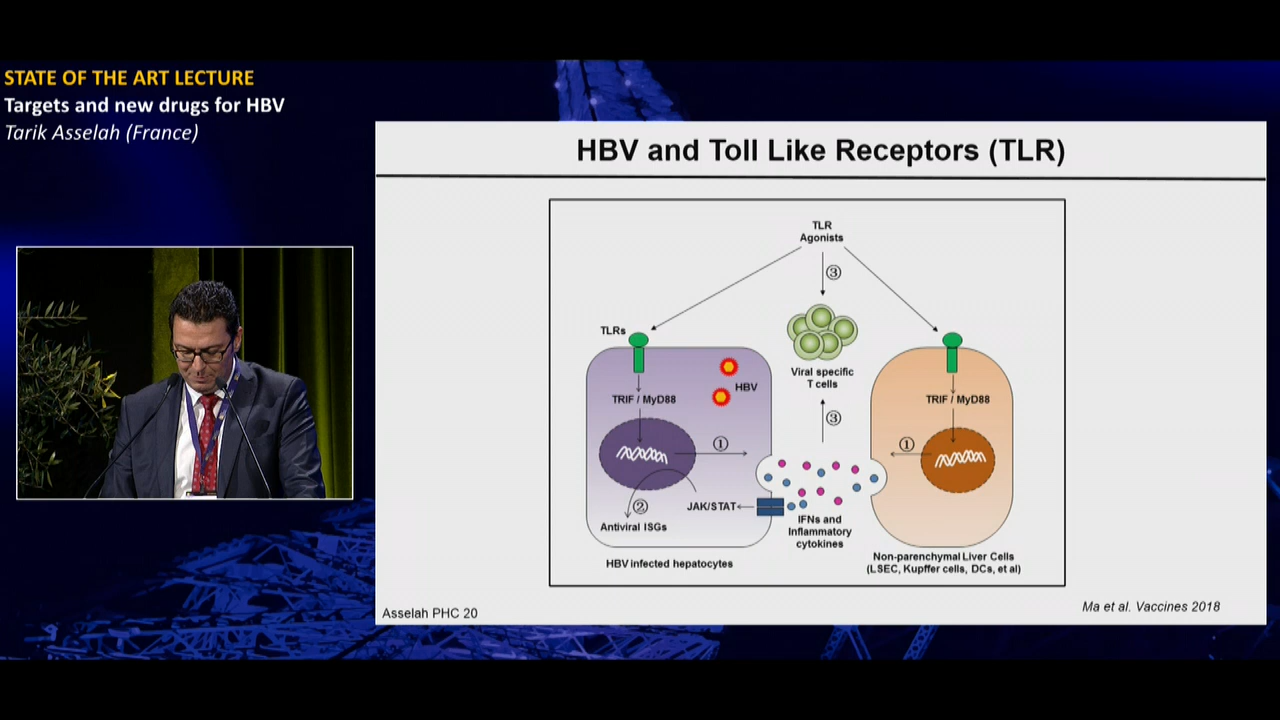 STATE OF THE ART LECTURE
Targets and new drugs for HBV
Tarik Asselah (France)
HBV and Toll Like Receptors (TLR)
TLR
Agonists
③
TLRs
Viral specific
T cells
HBV
TRIF / MyD88
TRIF / MyD88
①
③
①
②
JAK/STAT
Antiviral ISGs
IFNs and
Inflammatory
cytokines
HBV infected hepatocytes
Non-parenchymal Liver Cells
(LSEC, Kupffer cells, DCs, et al)
Asselah PHC 20
Ma et al. Vaccines 2018